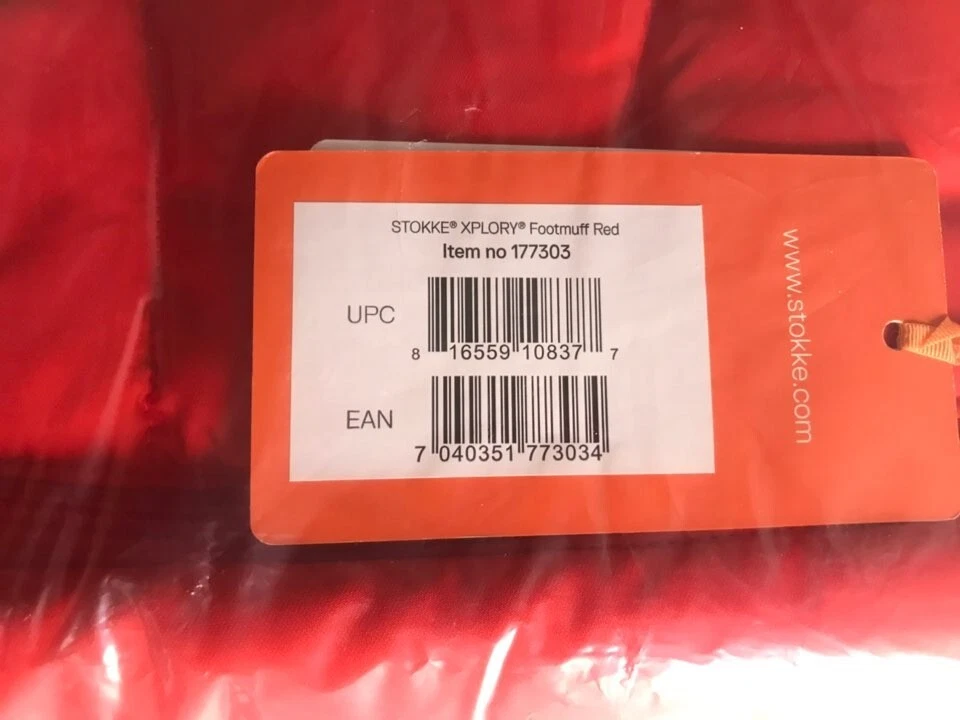 STOKKE® XPLORY® Footmuff Red
Item no 177303
UPC
8 16559 10837 7
EAN
7 040351 773034
www.stokke.com